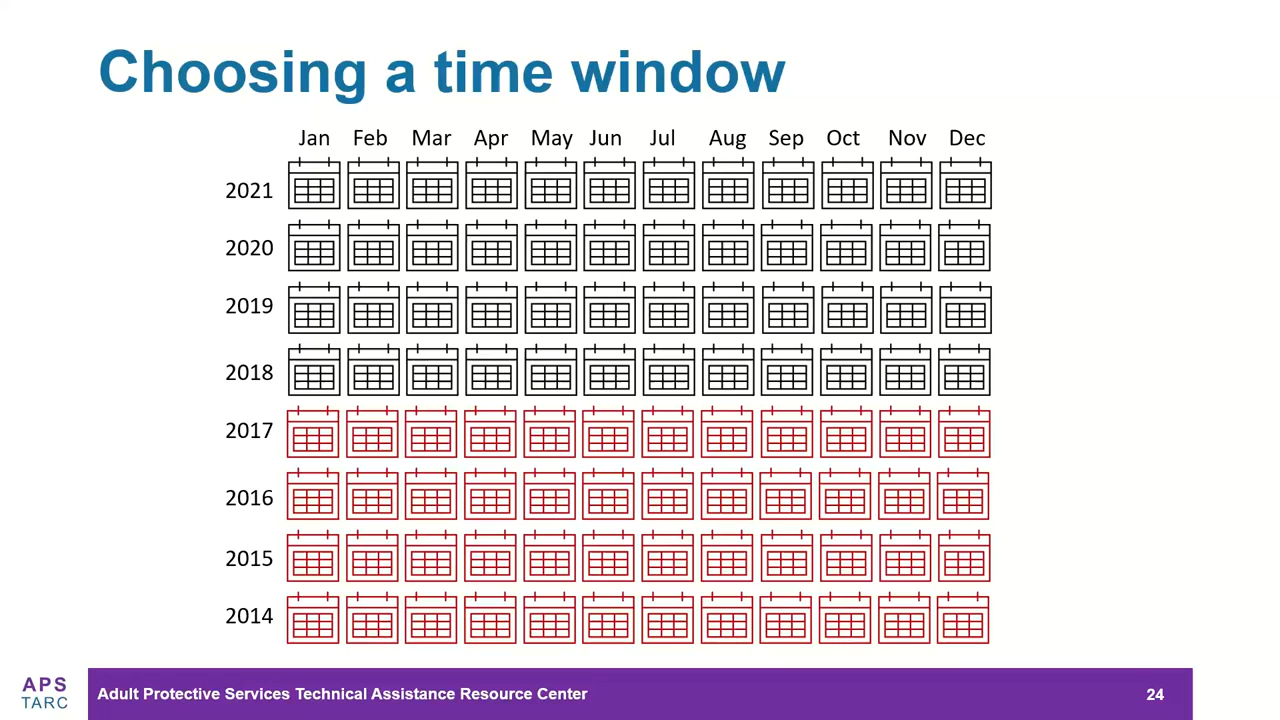 Choosing a time window
Jan Feb Mar Apr May Jun Jul Aug Sep Oct Nov Dec
2021
2020
2019
2018
2017
2016
2015
2014
APS
TARC
Adult Protective Services Technical Assistance Resource Center
24